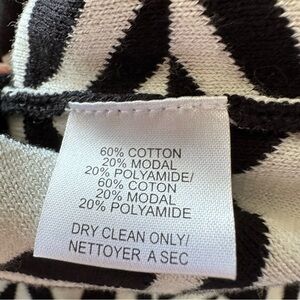 60% COTTON
20% MODAL
20% POLYAMIDE/
60% COTON
20% MODAL
20% POLYAMIDE
DRY CLEAN ONLY/
NETTOYER A SEC